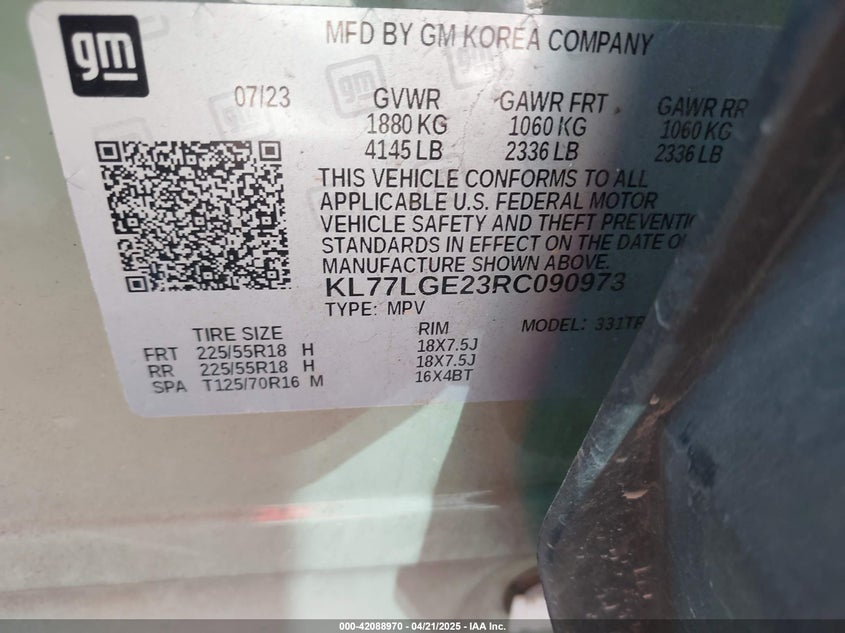 gm
MFD BY GM KOREA COMPANY
07/23 GVWR GAWR FRT GAWR RR
1880 KG 1060 KG 1060 KG
4145 LB 2336 LB 2336 LB
THIS VEHICLE CONFORMS TO ALL
APPLICABLE U.S. FEDERAL MOTOR
VEHICLE SAFETY AND THEFT
STANDARDS IN EFFECT ON THE DATE
MANUFACTURE SHOWN ABOVE.
KL77LGE23RC090973
TYPE: MPV
MODEL:
TIRE SIZE RIM
FRT 225/55R18 H 18X7.5J
RR 225/55R18 H 18X7.5J
SPA T125/70R16 M 16X4BT
000-42088970 - 04/21/2025 - IAA Inc.